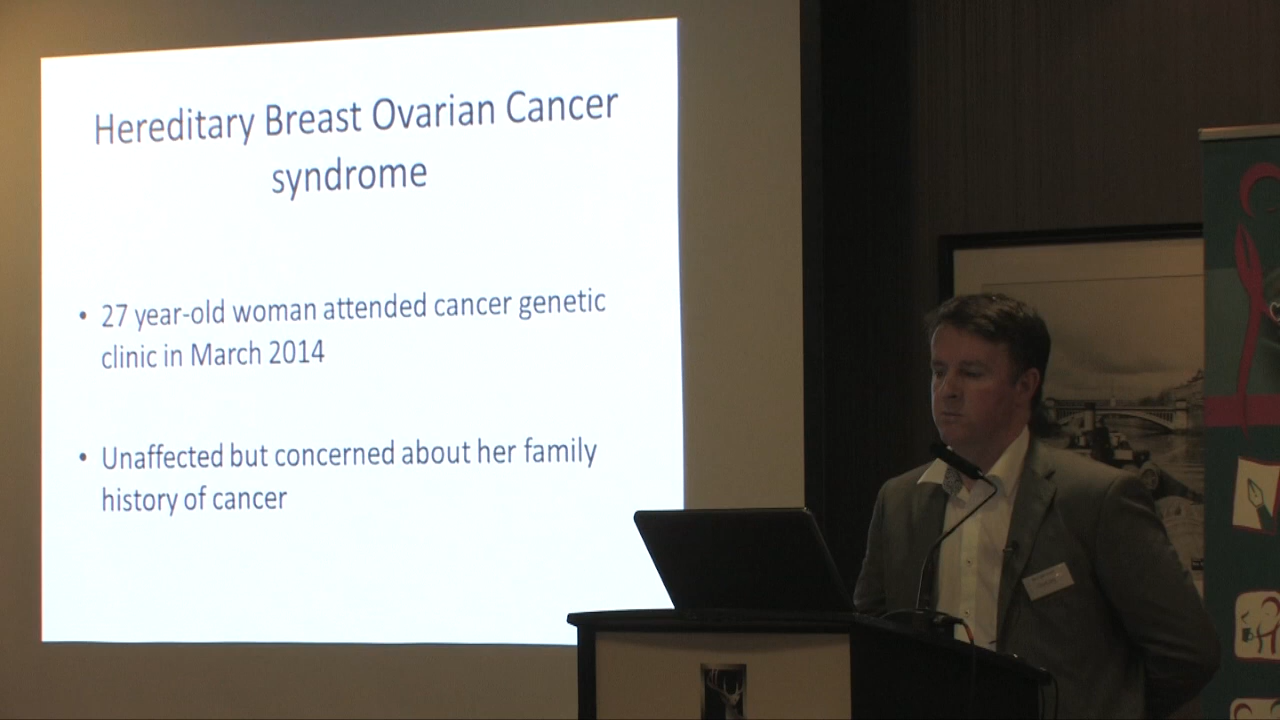 Hereditary Breast Ovarian Cancer
syndrome
• 27 year-old woman attended cancer genetic
clinic in March 2014
• Unaffected but concerned about her family
history of cancer